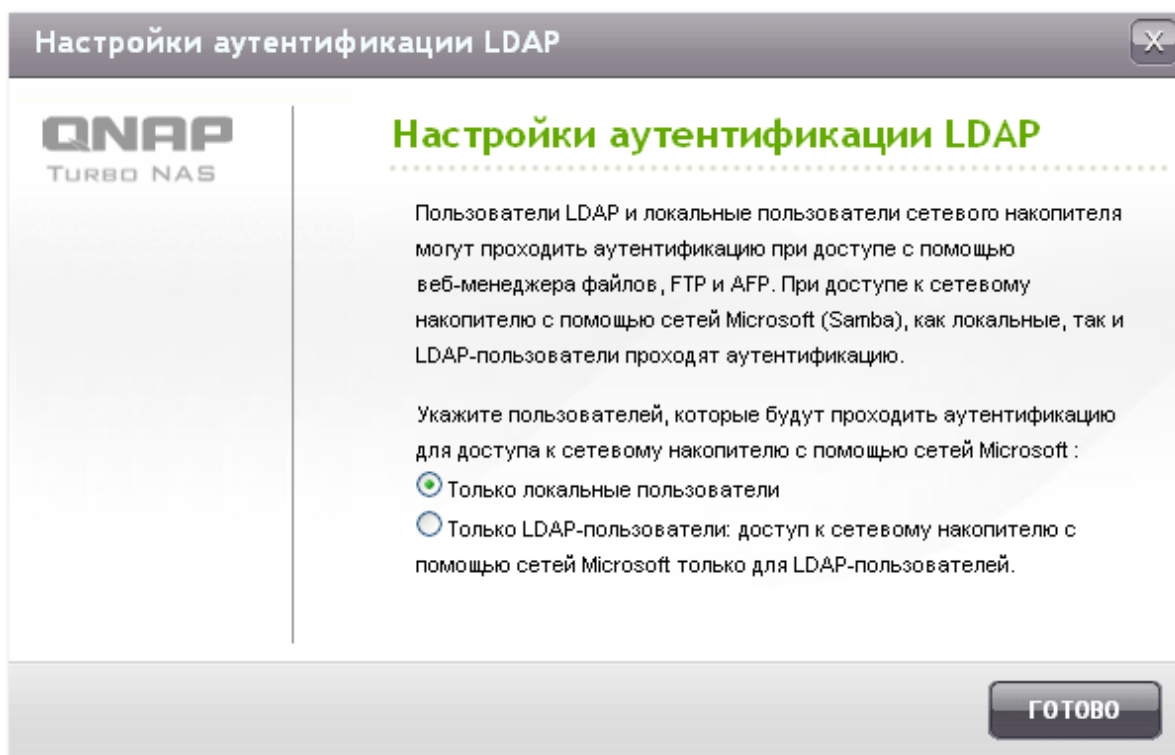 Настройки аутентификации LDAP
X
QNAP
TURBO NAS
Настройки аутентификации LDAP
Пользователи LDAP и локальные пользователи сетевого накопителя
могут проходить аутентификацию при доступе с помощью
веб-менеджера файлов, FTP и AFP. При доступе к сетевому
накопителю с помощью сетей Microsoft (Samba), как локальные, так и
LDAP-пользователи проходят аутентификацию.
Укажите пользователей, которые будут проходить аутентификацию
для доступа к сетевому накопителю с помощью сетей Microsoft :
Только локальные пользователи
Только LDAP-пользователи: доступ к сетевому накопителю с
помощью сетей Microsoft только для LDAP-пользователей.
ГОТОВО